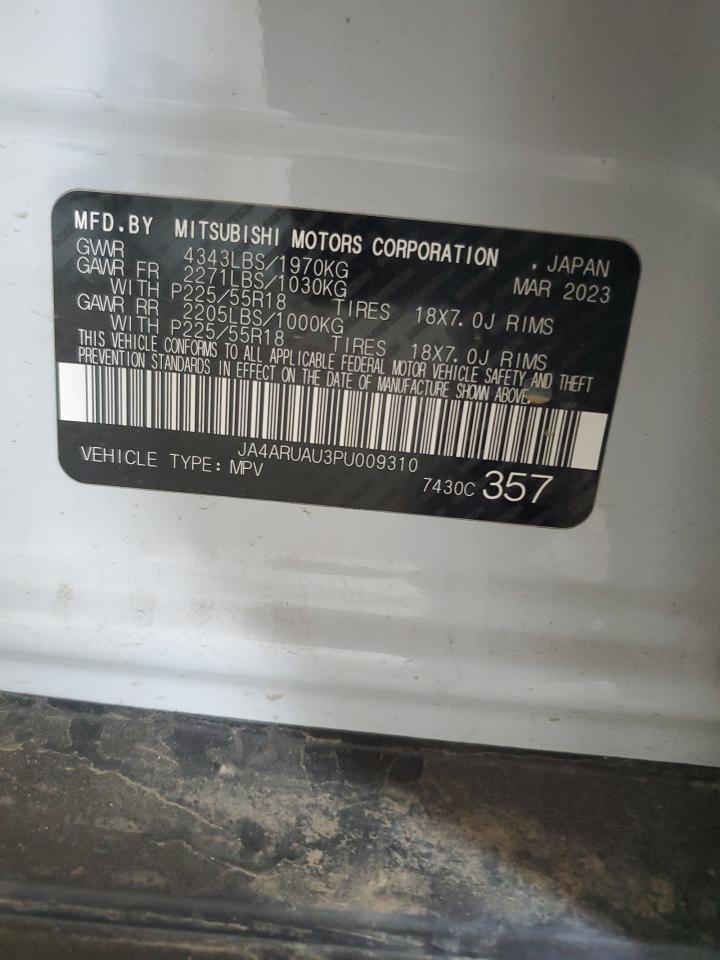 MFD.BY MITSUBISHI MOTORS CORPORATION , JAPAN
GVWR 4343LBS/1970KG MAR 2023
GAWR FR 2271LBS/1030KG
WITH P225/55R18 TIRES 18X7.0J RIMS
GAWR RR 2205LBS/1000KG
WITH P225/55R18 TIRES 18X7.0J RIMS
THIS VEHICLE CONFORMS TO ALL APPLICABLE FEDERAL MOTOR VEHICLE SAFETY AND THEFT
PREVENTION STANDARDS IN EFFECT ON THE DATE OF MANUFACTURE SHOWN ABOVE
JA4ARUAU3PU009310
VEHICLE TYPE: MPV 7430C 357